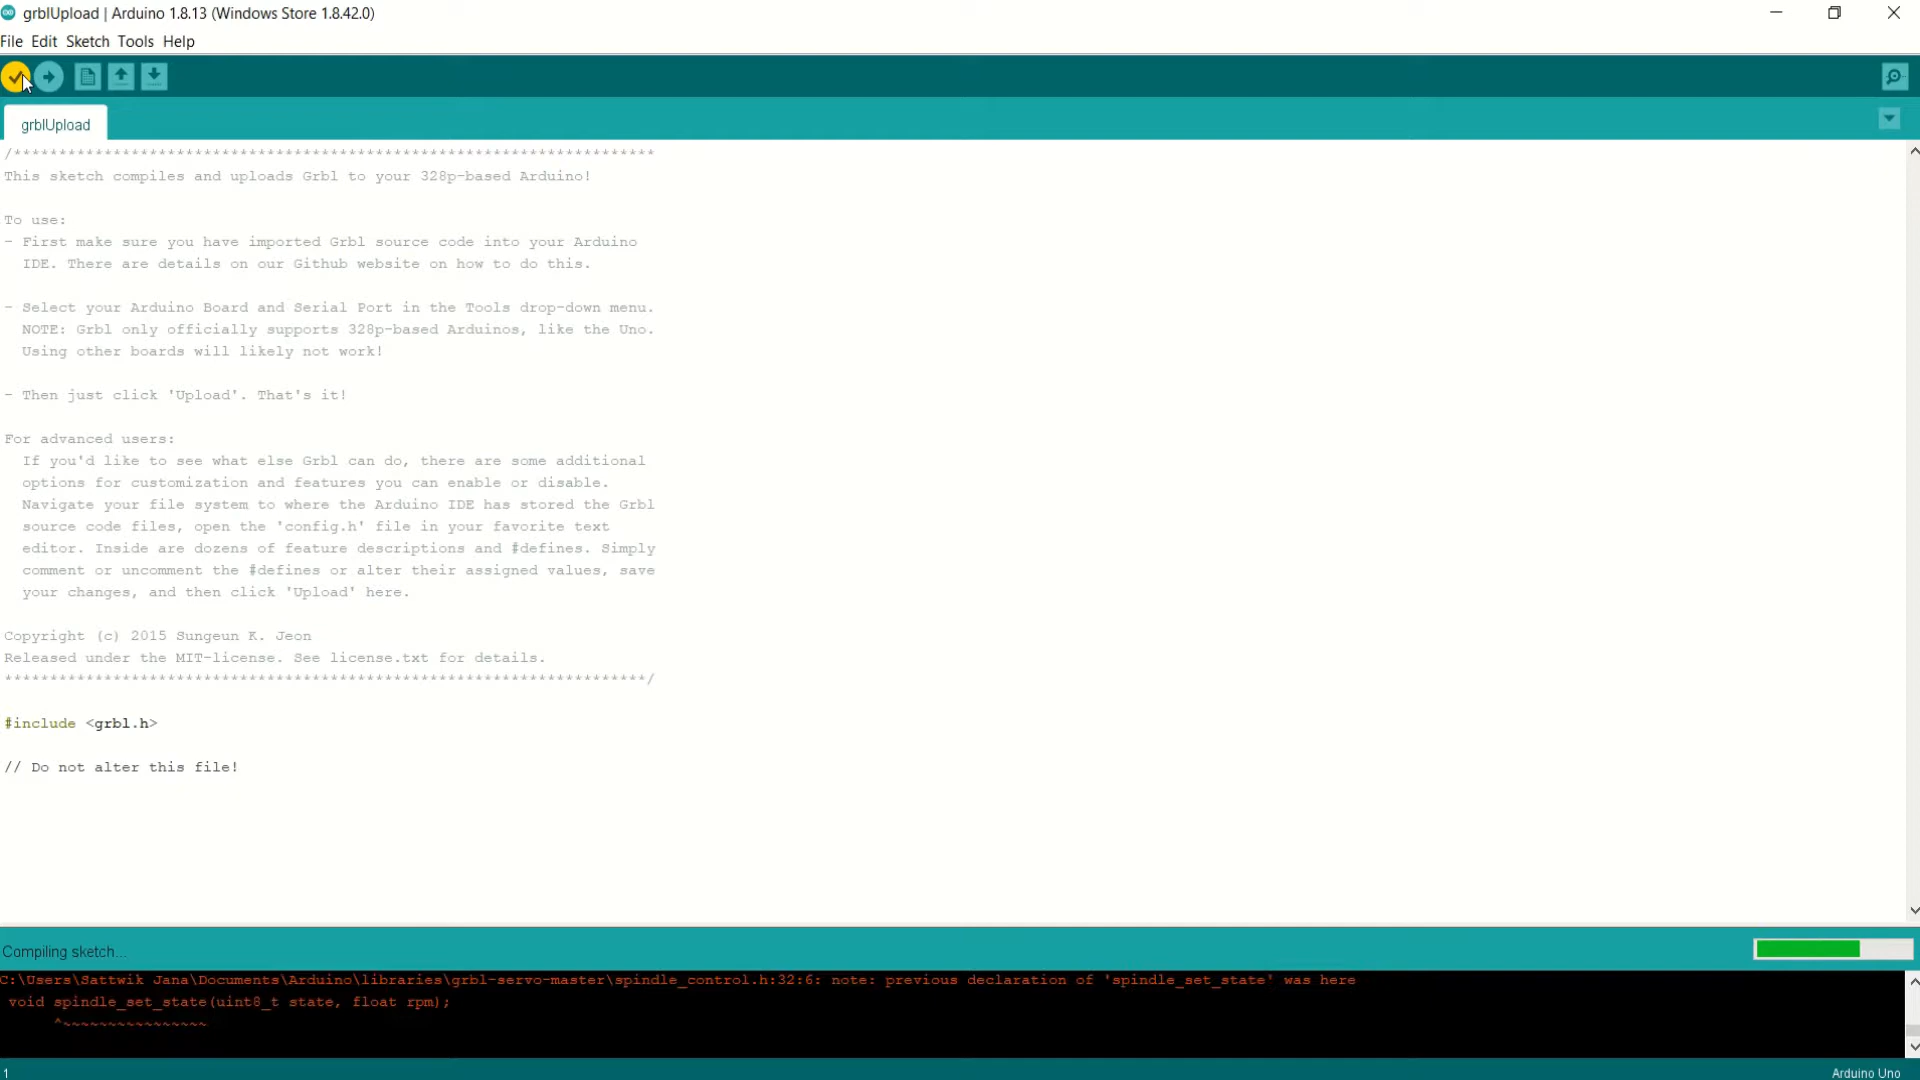 grblUpload | Arduino 1.8.13 (Windows Store 1.8.42.0)
File Edit Sketch Tools Help
grblUpload
/***********************************************************************
This sketch compiles and uploads Grbl to your 328p-based Arduino!
To use:
- First make sure you have imported Grbl source code into your Arduino
IDE. There are details on our Github website on how to do this.
- Select your Arduino Board and Serial Port in the Tools drop-down menu.
NOTE: Grbl only officially supports 328p-based Arduinos, like the Uno.
Using other boards will likely not work!
- Then just click 'Upload'. That's it!
For advanced users:
If you'd like to see what else Grbl can do, there are some additional
options for customization and features you can enable or disable.
Navigate your file system to where the Arduino IDE has stored the Grbl
source code files, open the 'config.h' file in your favorite text
editor. Inside are dozens of feature descriptions and #defines. Simply
comment or uncomment the #defines or alter their assigned values, save
your changes, and then click 'Upload' here.
Copyright (c) 2015 Sungeun K. Jeon
Released under the MIT-license. See license.txt for details.
***********************************************************************/
#include <grbl.h>
// Do not alter this file!
Compiling sketch...
C:\Users\Sattwik Jana\Documents\Arduino\libraries\grbl-servo-master\spindle_control.h:32:6: note: previous declaration of 'spindle_set_state' was here
void spindle_set_state(uint8_t state, float rpm);
^~~~~~~~~~~~~~~~~
1
Arduino Uno